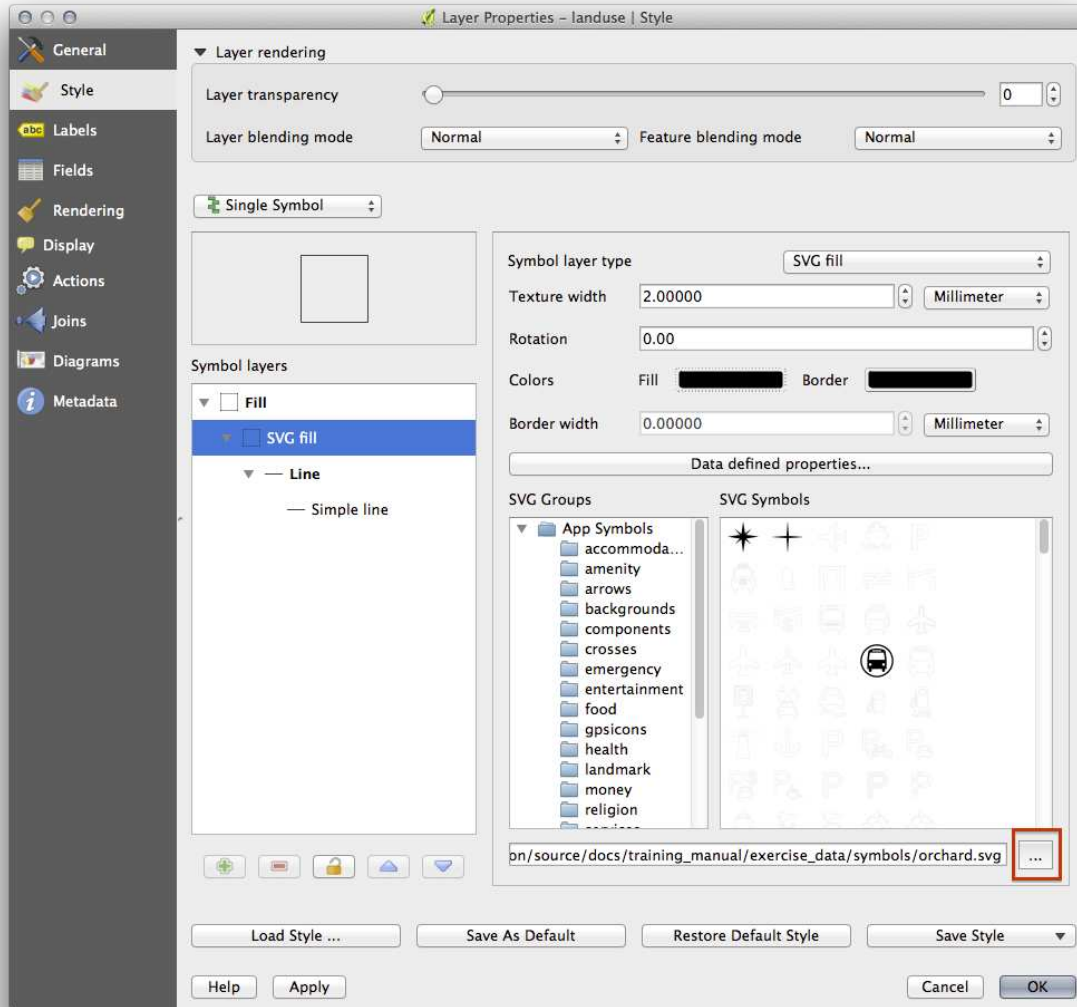 Layer Properties – landuse | Style
General
Style
abc Labels
Fields
Rendering
Display
Actions
Joins
Diagrams
Metadata
Layer rendering
Layer transparency 0
Layer blending mode Normal Feature blending mode Normal
Single Symbol
Symbol layers
Fill
SVG fill
Line
Simple line
Symbol layer type SVG fill
Texture width 2.00000 Millimeter
Rotation 0.00
Colors Fill Border
Border width 0.00000 Millimeter
Data defined properties...
SVG Groups SVG Symbols
App Symbols
accommoda...
amenity
arrows
backgrounds
components
crosses
emergency
entertainment
food
gpsicons
health
landmark
money
religion
on/source/docs/training_manual/exercise_data/symbols/orchard.svg ...
Load Style ... Save As Default Restore Default Style Save Style
Help Apply Cancel OK